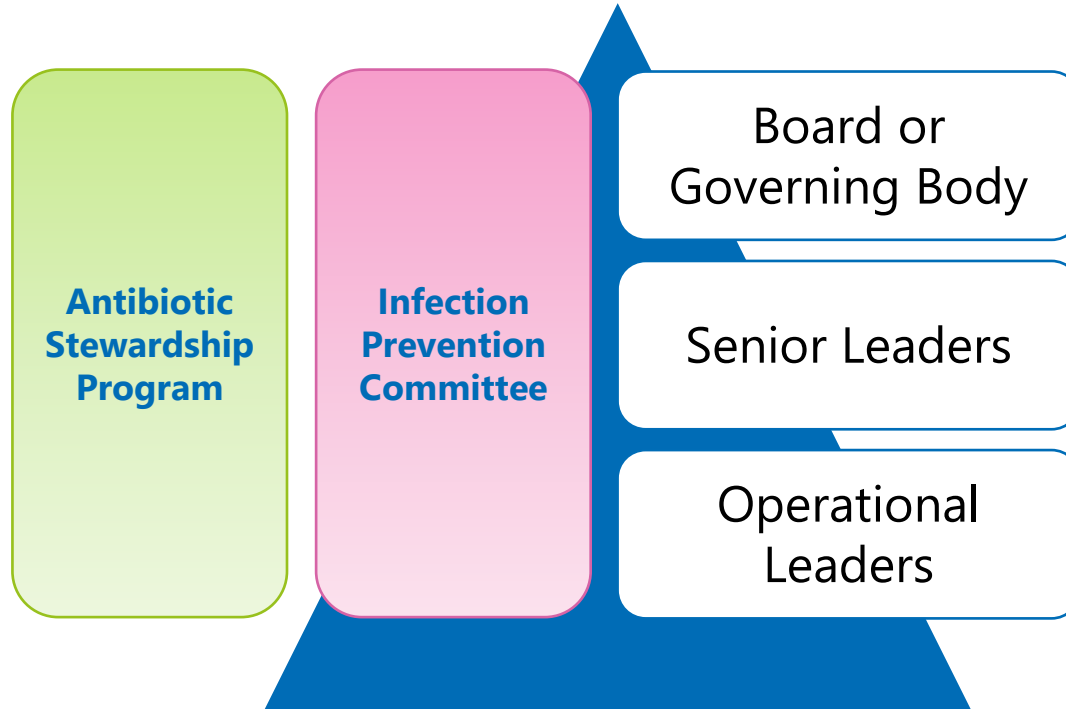 Antibiotic
Stewardship
Program
Infection
Prevention
Committee
Board or
Governing Body
Senior Leaders
Operational
Leaders